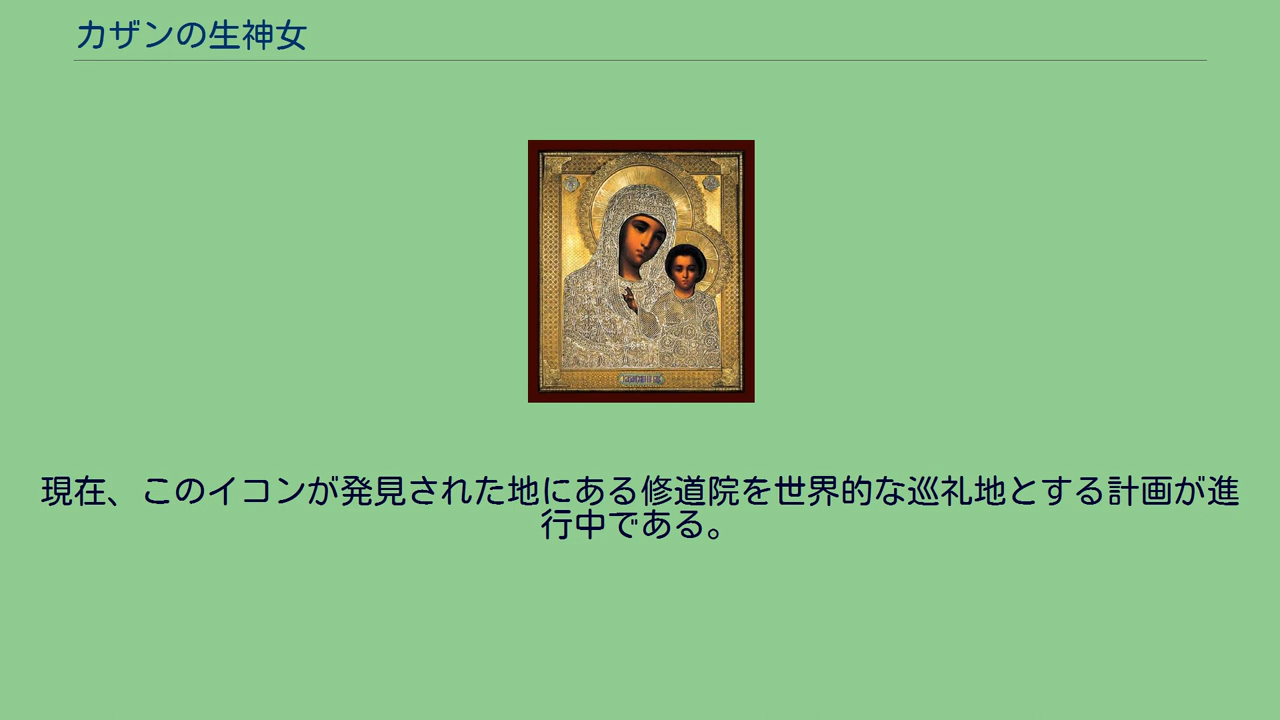 カザンの生神女
現在、このイコンが発見された地にある修道院を世界的な巡礼地とする計画が進
行中である。